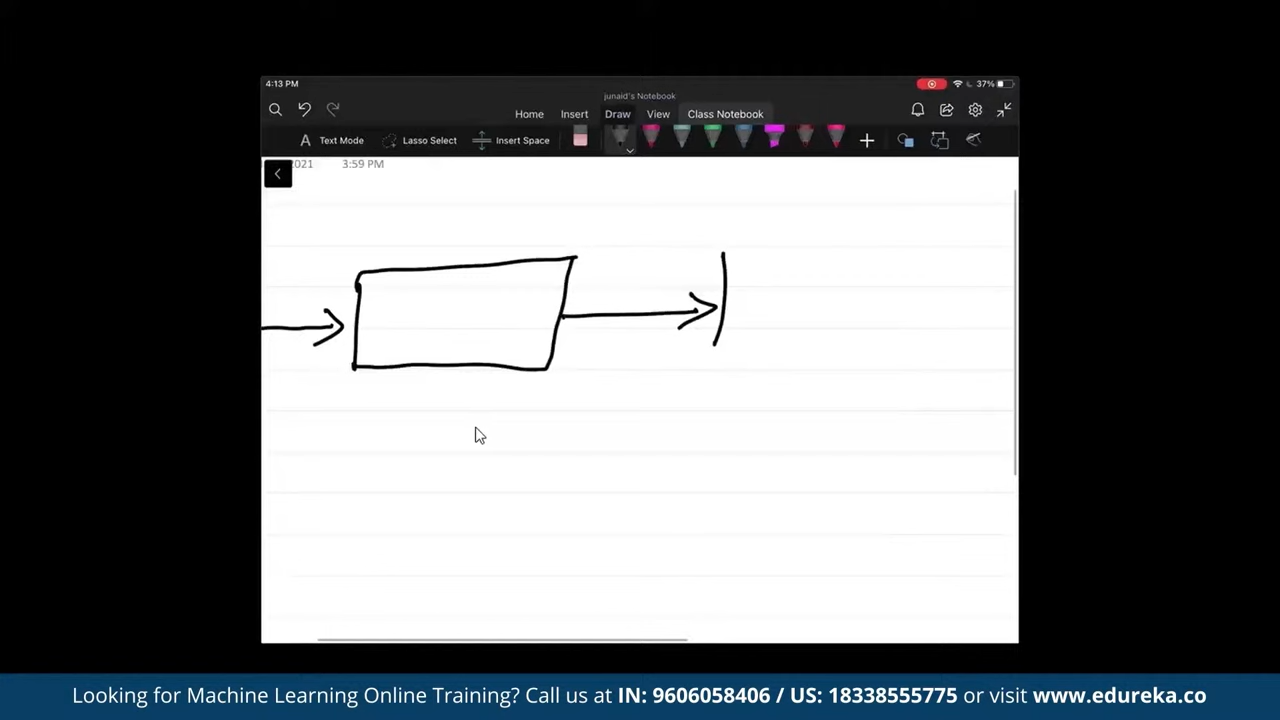 4:13 PM
37%
junaid's Notebook
Home Insert Draw View Class Notebook
A Text Mode Lasso Select Insert Space
2021 3:59 PM
Looking for Machine Learning Online Training? Call us at IN: 9606058406 / US: 18338555775 or visit www.edureka.co